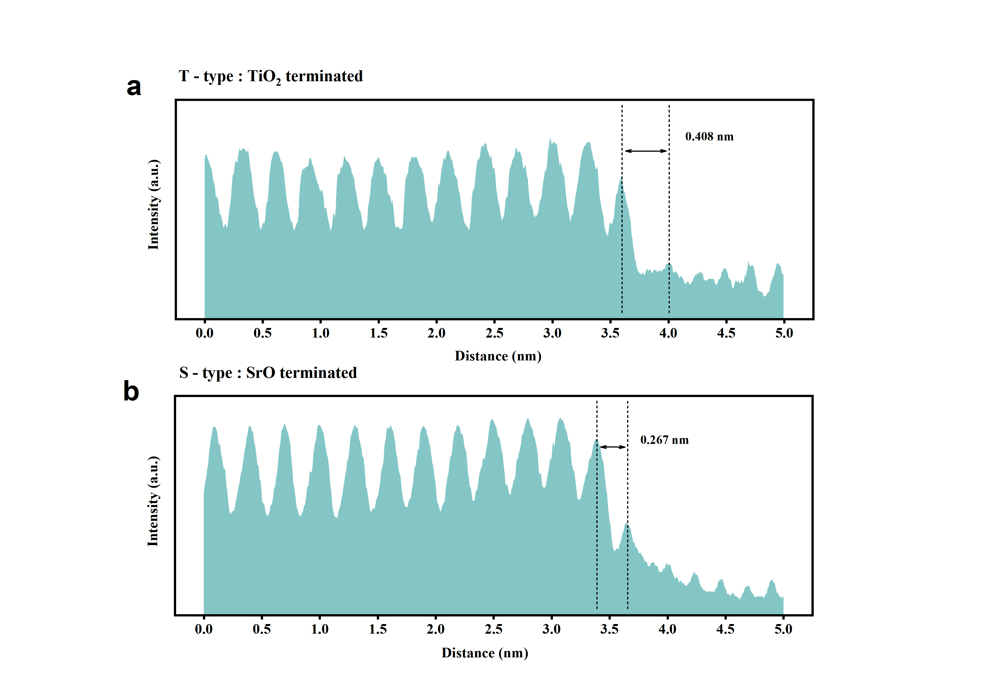 T - type : TiO₂ terminated
a
0.408 nm
Intensity (a.u.)
0.0 0.5 1.0 1.5 2.0 2.5 3.0 3.5 4.0 4.5 5.0
Distance (nm)
S - type : SrO terminated
b
0.267 nm
Intensity (a.u.)
0.0 0.5 1.0 1.5 2.0 2.5 3.0 3.5 4.0 4.5 5.0
Distance (nm)